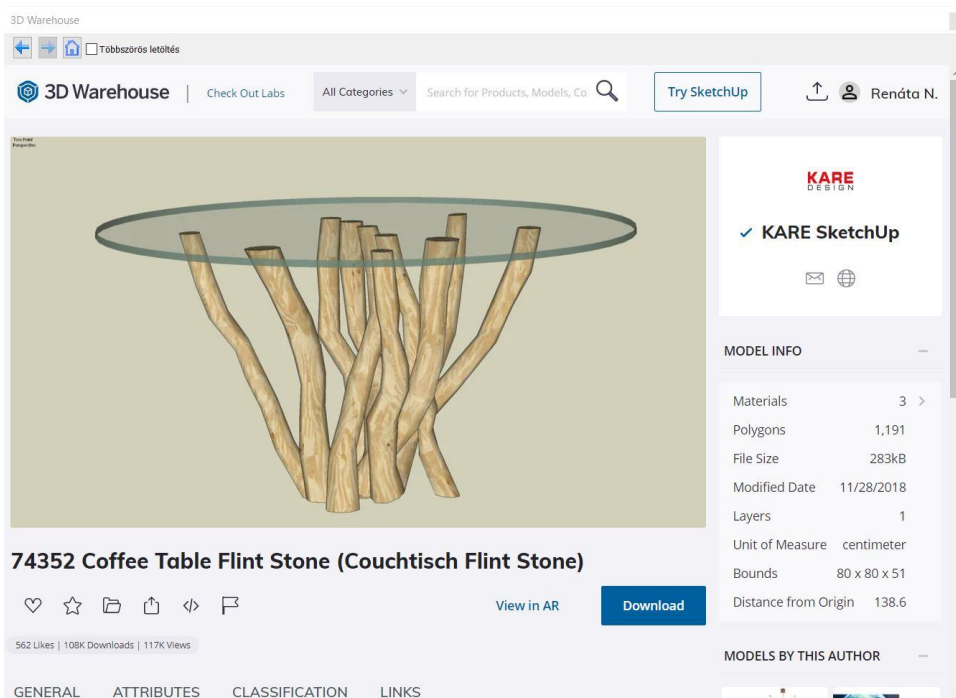 3D Warehouse
Többszörös letöltés
3D Warehouse | Check Out Labs All Categories Search for Products, Models, Co Try SketchUp Renáta N.
Two Point
Perspective
KARE
DESIGN
KARE SketchUp
MODEL INFO
Materials 3
Polygons 1,191
File Size 283kB
Modified Date 11/28/2018
Layers 1
Unit of Measure centimeter
Bounds 80 x 80 x 51
Distance from Origin 138.6
74352 Coffee Table Flint Stone (Couchtisch Flint Stone)
View in AR Download
562 Likes | 108K Downloads | 117K Views
GENERAL ATTRIBUTES CLASSIFICATION LINKS
MODELS BY THIS AUTHOR